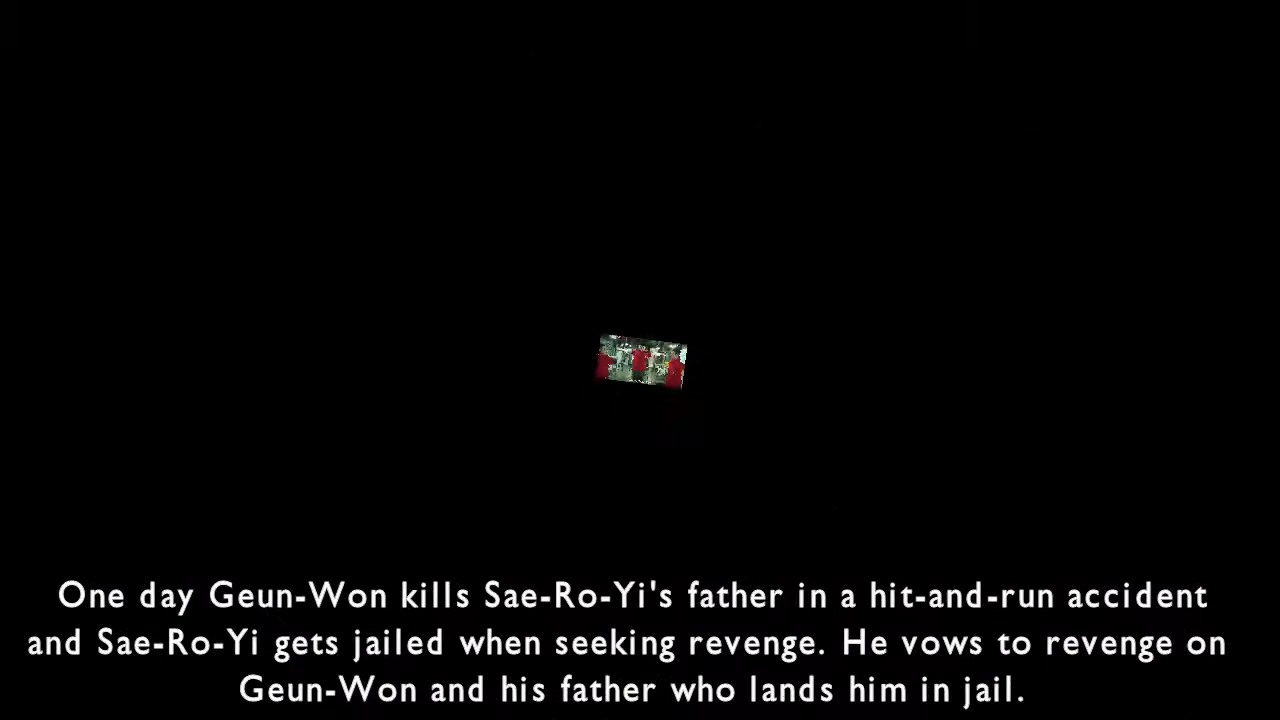 One day Geun-Won kills Sae-Ro-Yi's father in a hit-and-run accident
and Sae-Ro-Yi gets jailed when seeking revenge. He vows to revenge on
Geun-Won and his father who lands him in jail.